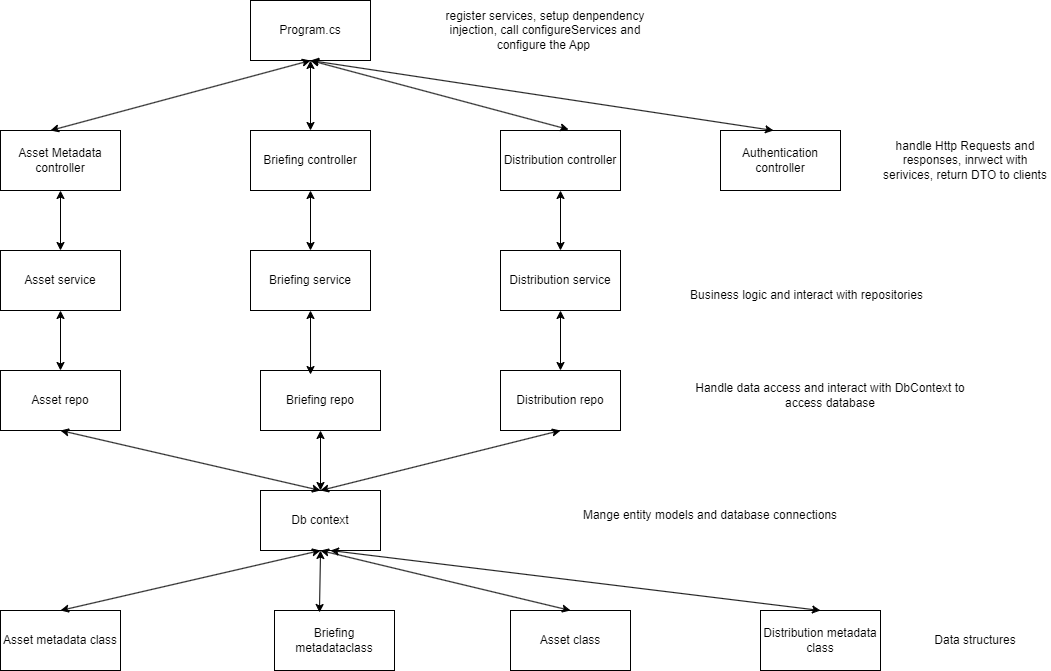 Program.cs
register services, setup denpendency
injection, call configureServices and
configure the App
Asset Metadata
controller
Briefing controller
Distribution controller
Authentication
controller
handle Http Requests and
responses, inrwect with
serivices, return DTO to clients
Asset service
Briefing service
Distribution service
Business logic and interact with repositories
Asset repo
Briefing repo
Distribution repo
Handle data access and interact with DbContext to
access database
Db context
Mange entity models and database connections
Asset metadata class
Briefing
metadataclass
Asset class
Distribution metadata
class
Data structures